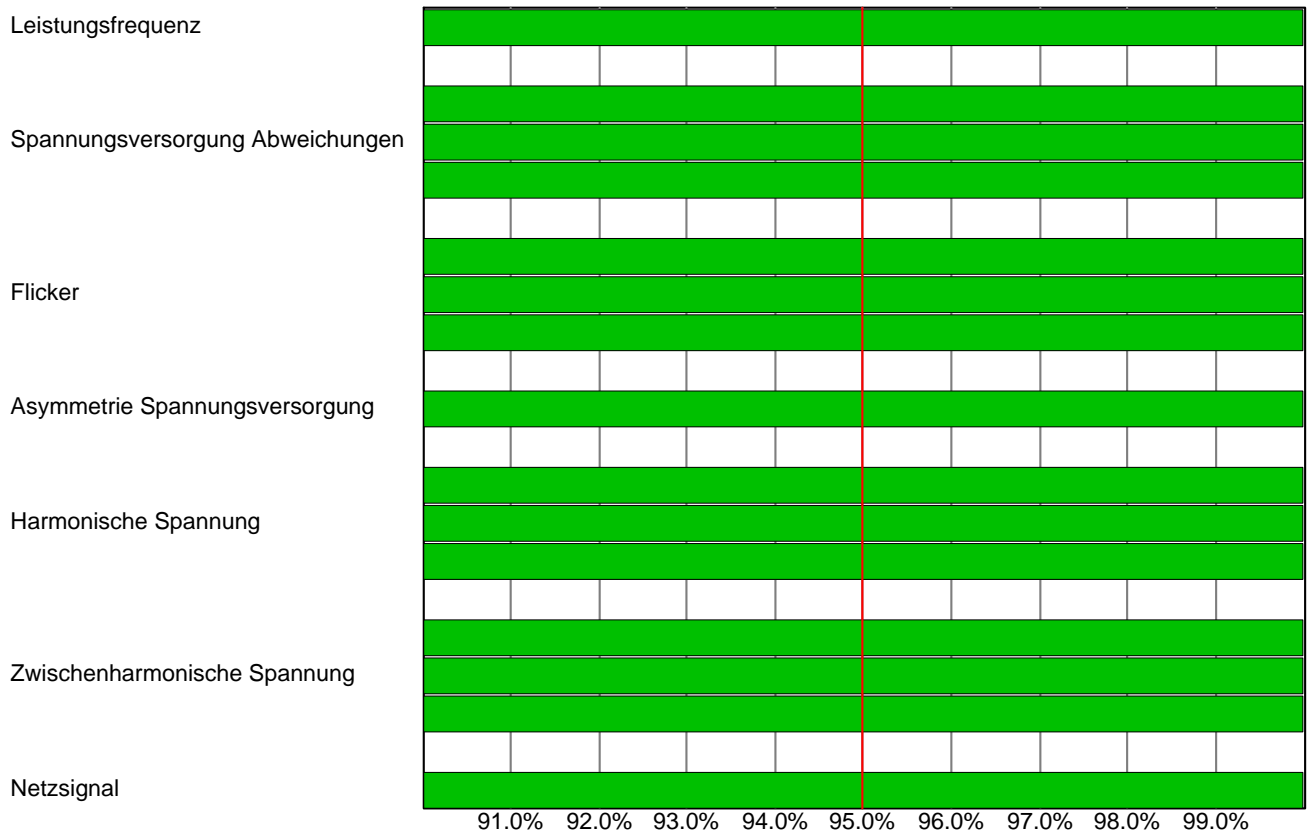 Leistungsfrequenz
Spannungsversorgung Abweichungen
Flicker
Asymmetrie Spannungsversorgung
Harmonische Spannung
Zwischenharmonische Spannung
Netzsignal
91.0% 92.0% 93.0% 94.0% 95.0% 96.0% 97.0% 98.0% 99.0%